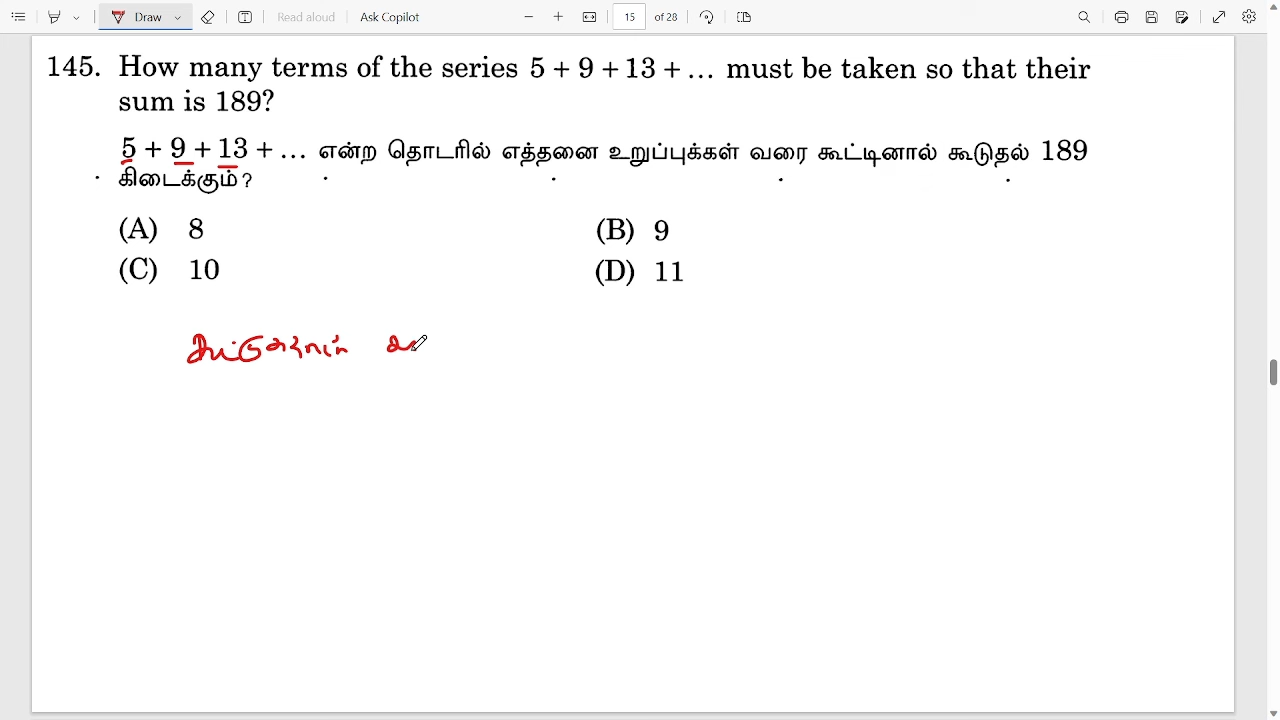 Draw
Read aloud
Ask Copilot
15 of 28
145. How many terms of the series 5 + 9 + 13 + ... must be taken so that their
sum is 189?
5 + 9 + 13 + ... என்ற தொடரில் எத்தனை உறுப்புக்கள் வரை கூட்டினால் கூடுதல் 189
கிடைக்கும்?
(A) 8 (B) 9
(C) 10 (D) 11